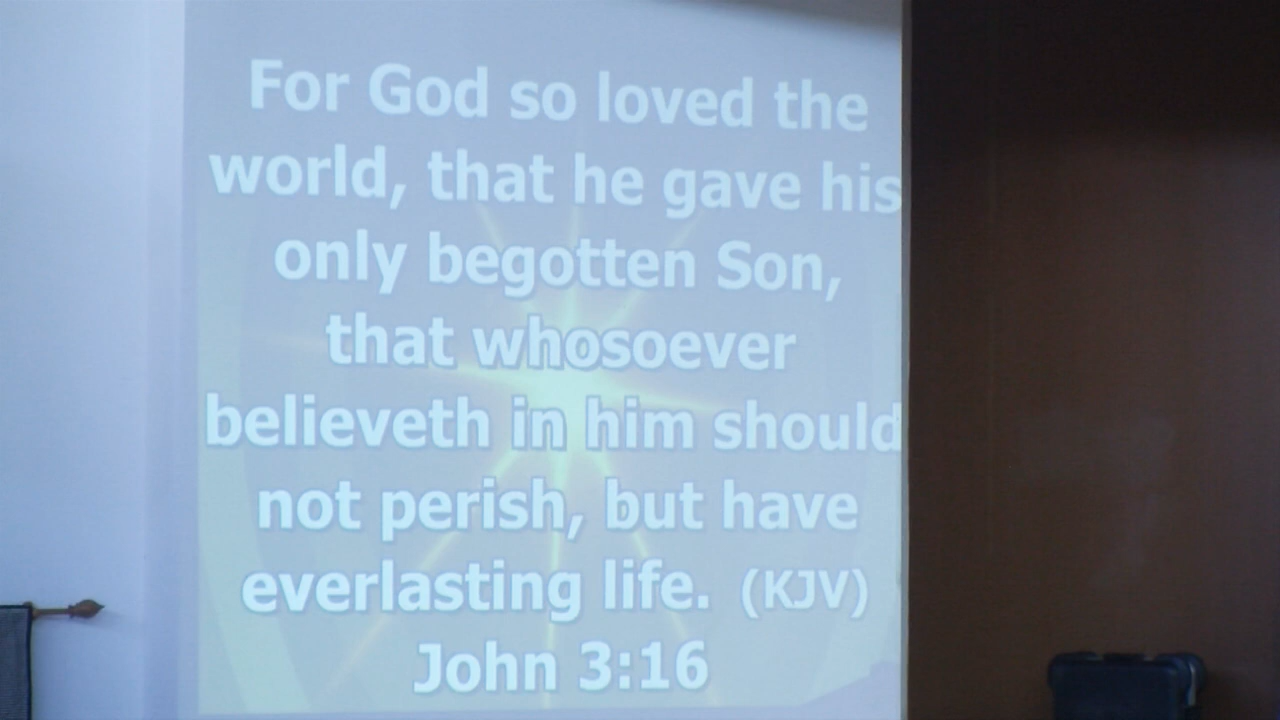 For God so loved the
world, that he gave his
only begotten Son,
that whosoever
believeth in him should
not perish, but have
everlasting life. (KJV)
John 3:16